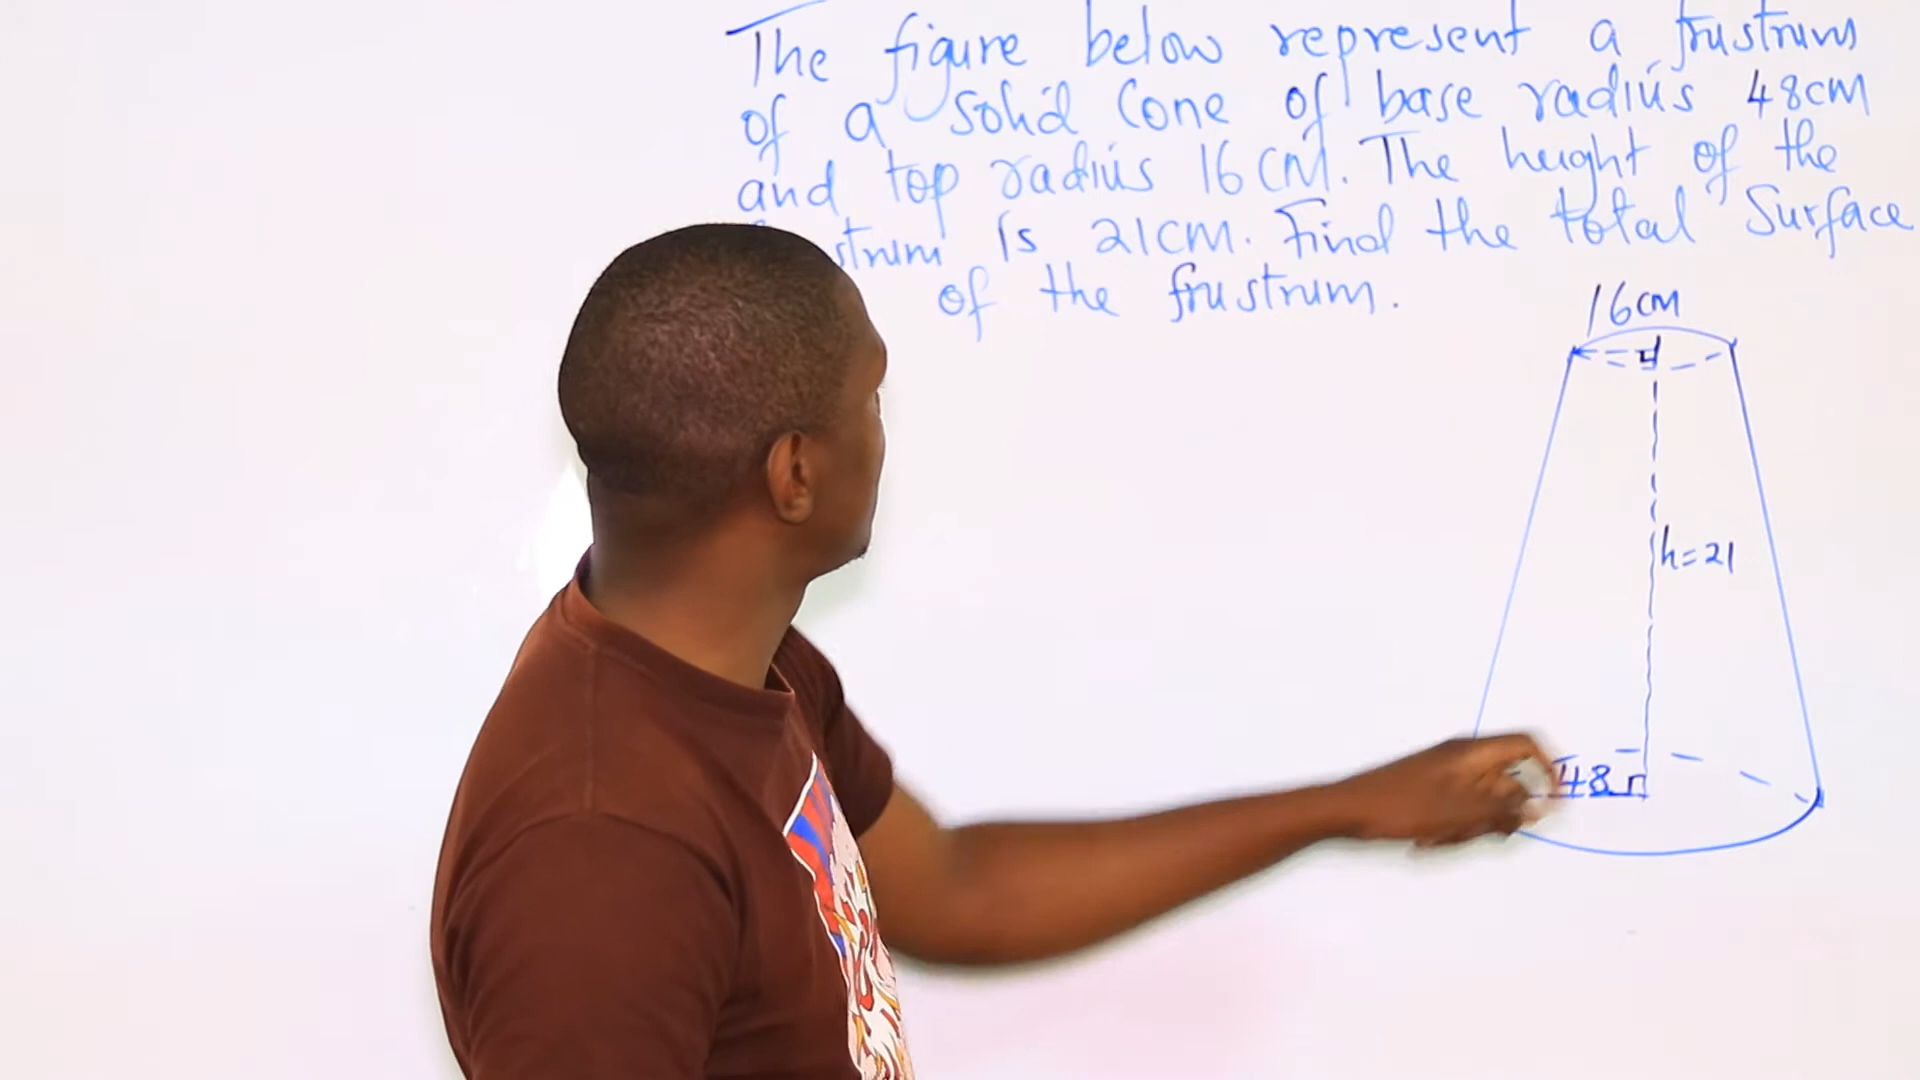 The figure below represent a frustrum
of a solid Cone of base radius 48cm
and top radius 16cm. The height of the
is 21cm. Find the total Surface
of the frustrum.
16cm
h=21
48